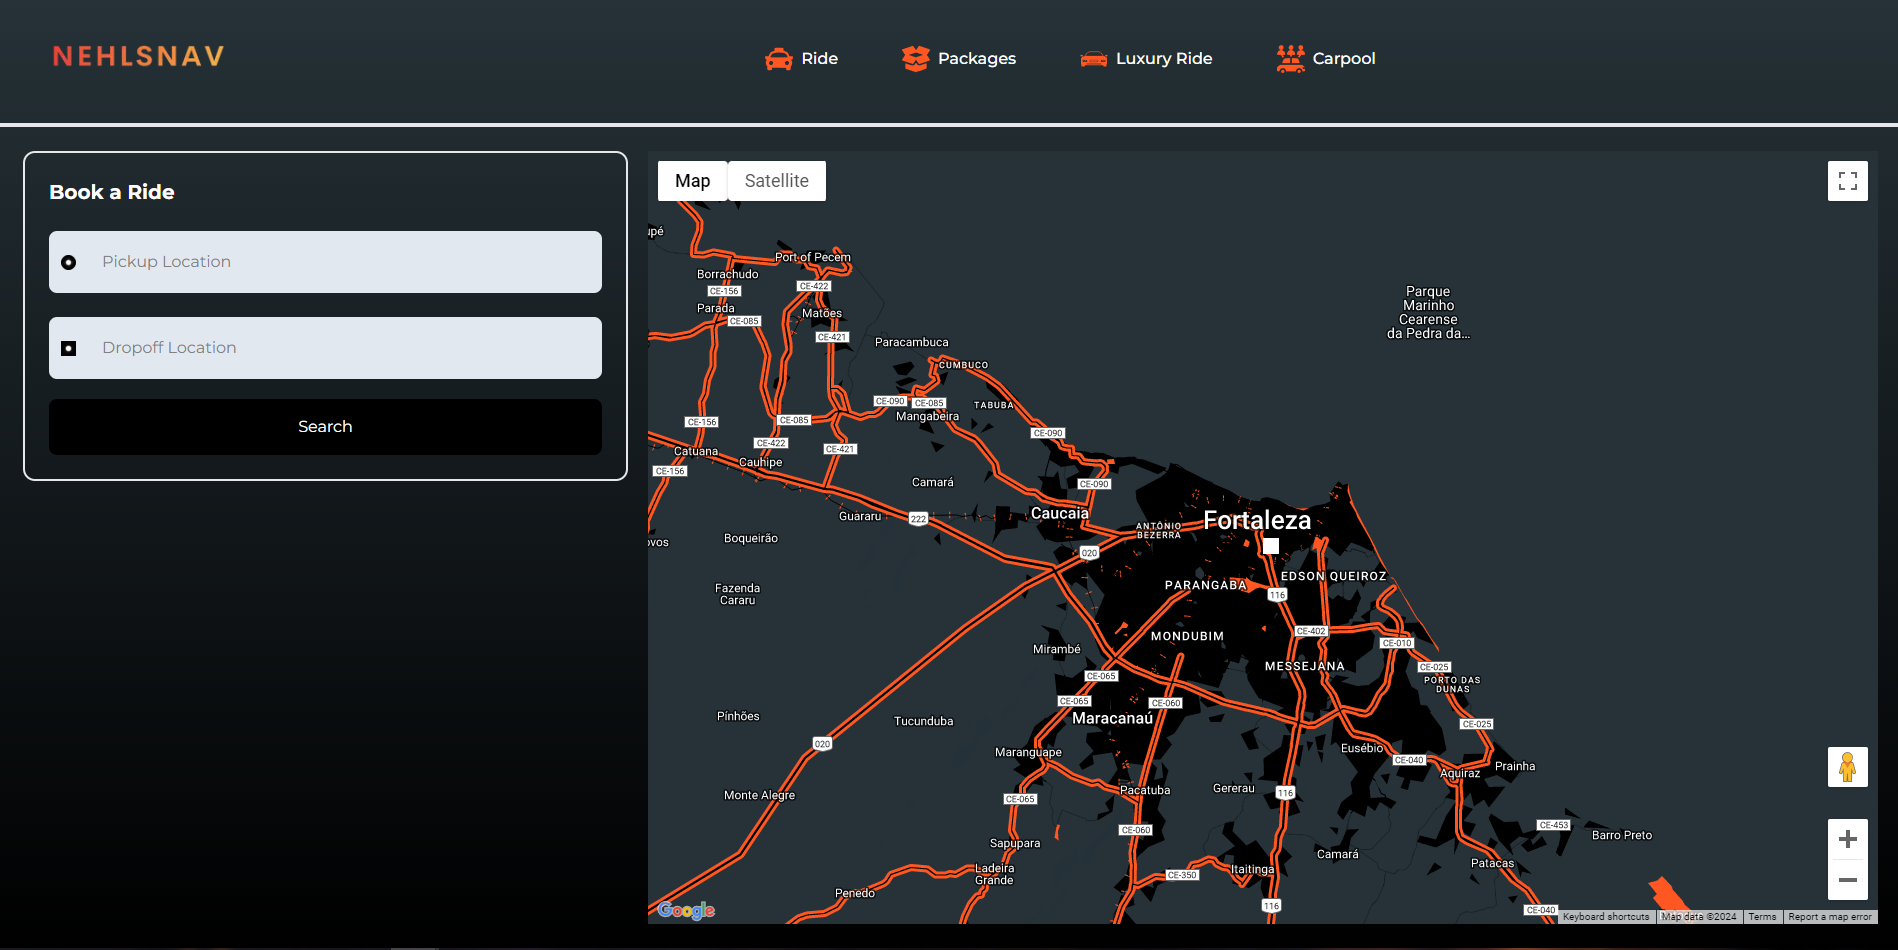 NEHLSNAV
Ride
Packages
Luxury Ride
Carpool
Book a Ride
Pickup Location
Dropoff Location
Search
Map
Satellite
upé
Port of Pecem
Borrachudo
CE-422
CE-156
Parada
Matões
CE-085
CE-421
Parque
Marinho
Cearense
da Pedra da...
Paracambuca
CUMBUCO
CE-090
CE-085
TABUBA
Mangabeira
CE-156
CE-085
CE-090
CE-422
CE-421
Catuana
Cauhipe
CE-156
Camará
CE-090
Guararu
222
Caucaia
Fortaleza
ANTÔNIO
BEZERRA
ovos
Boqueirão
020
EDSON QUEIROZ
PARANGABA
Fazenda
Cararu
116
MONDUBIM
CE-402
CE-010
Mirambé
MESSEJANA
CE-025
CE-065
PORTO DAS
DUNAS
CE-065
CE-060
Pínhões
Tucunduba
Maracanaú
CE-025
020
Maranguape
Eusébio
CE-040
Prainha
Aquiraz
Monte Alegre
Pacatuba
Gererau
116
CE-065
CE-060
CE-453
Barro Preto
Sapupara
Camará
Patacas
Ladeira
Grande
Itaitinga
CE-350
Penedo
116
CE-040
Google
Keyboard shortcuts
Map data ©2024
Terms
Report a map error